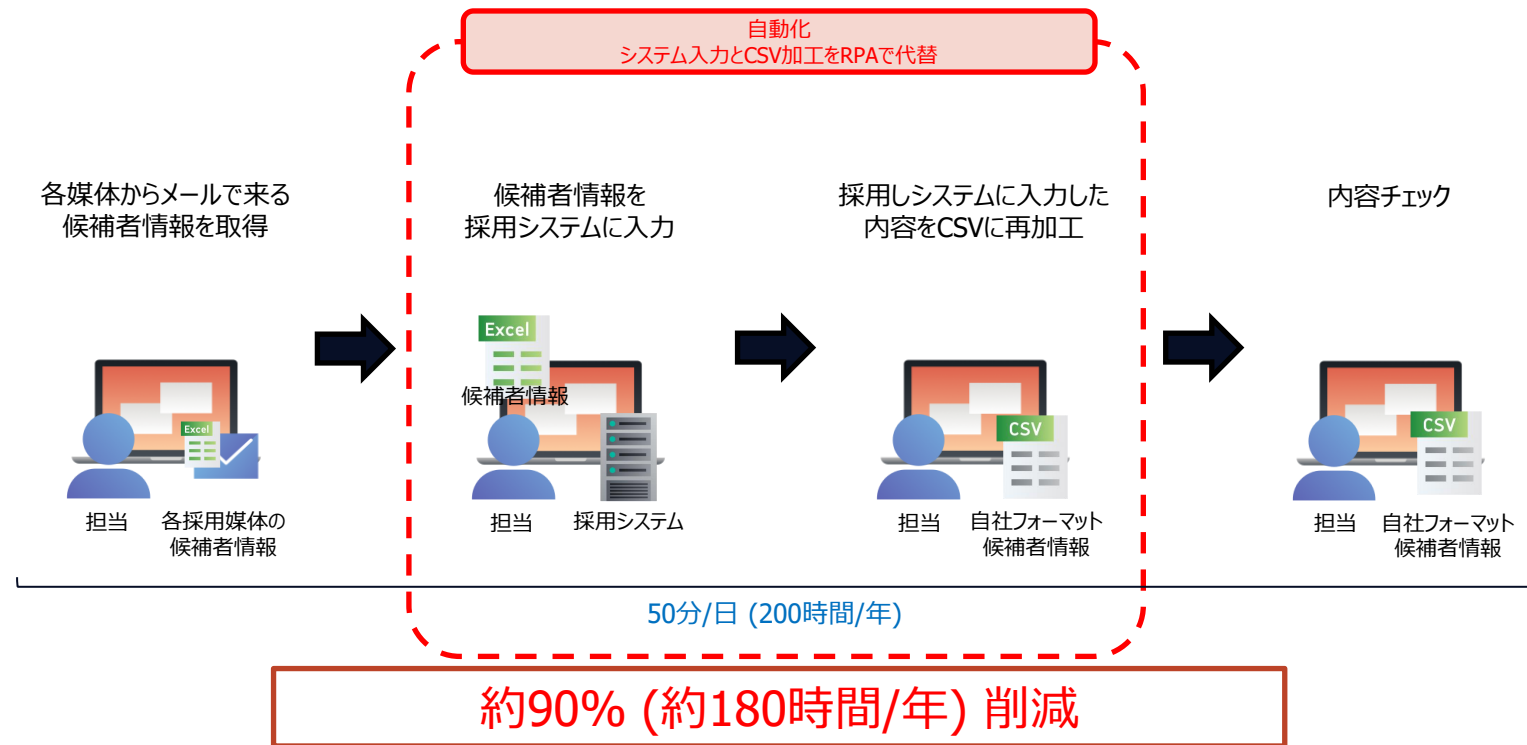 自動化
システム入力とCSV加工をRPAで代替
各媒体からメールで来る
候補者情報を取得
候補者情報を
採用システムに入力
採用しシステムに入力した
内容をCSVに再加工
内容チェック
Excel
候補者情報
Excel
CSV
CSV
担当
各採用媒体の
候補者情報
担当
採用システム
担当
自社フォーマット
候補者情報
担当
自社フォーマット
候補者情報
50分/日 (200時間/年)
約90% (約180時間/年) 削減